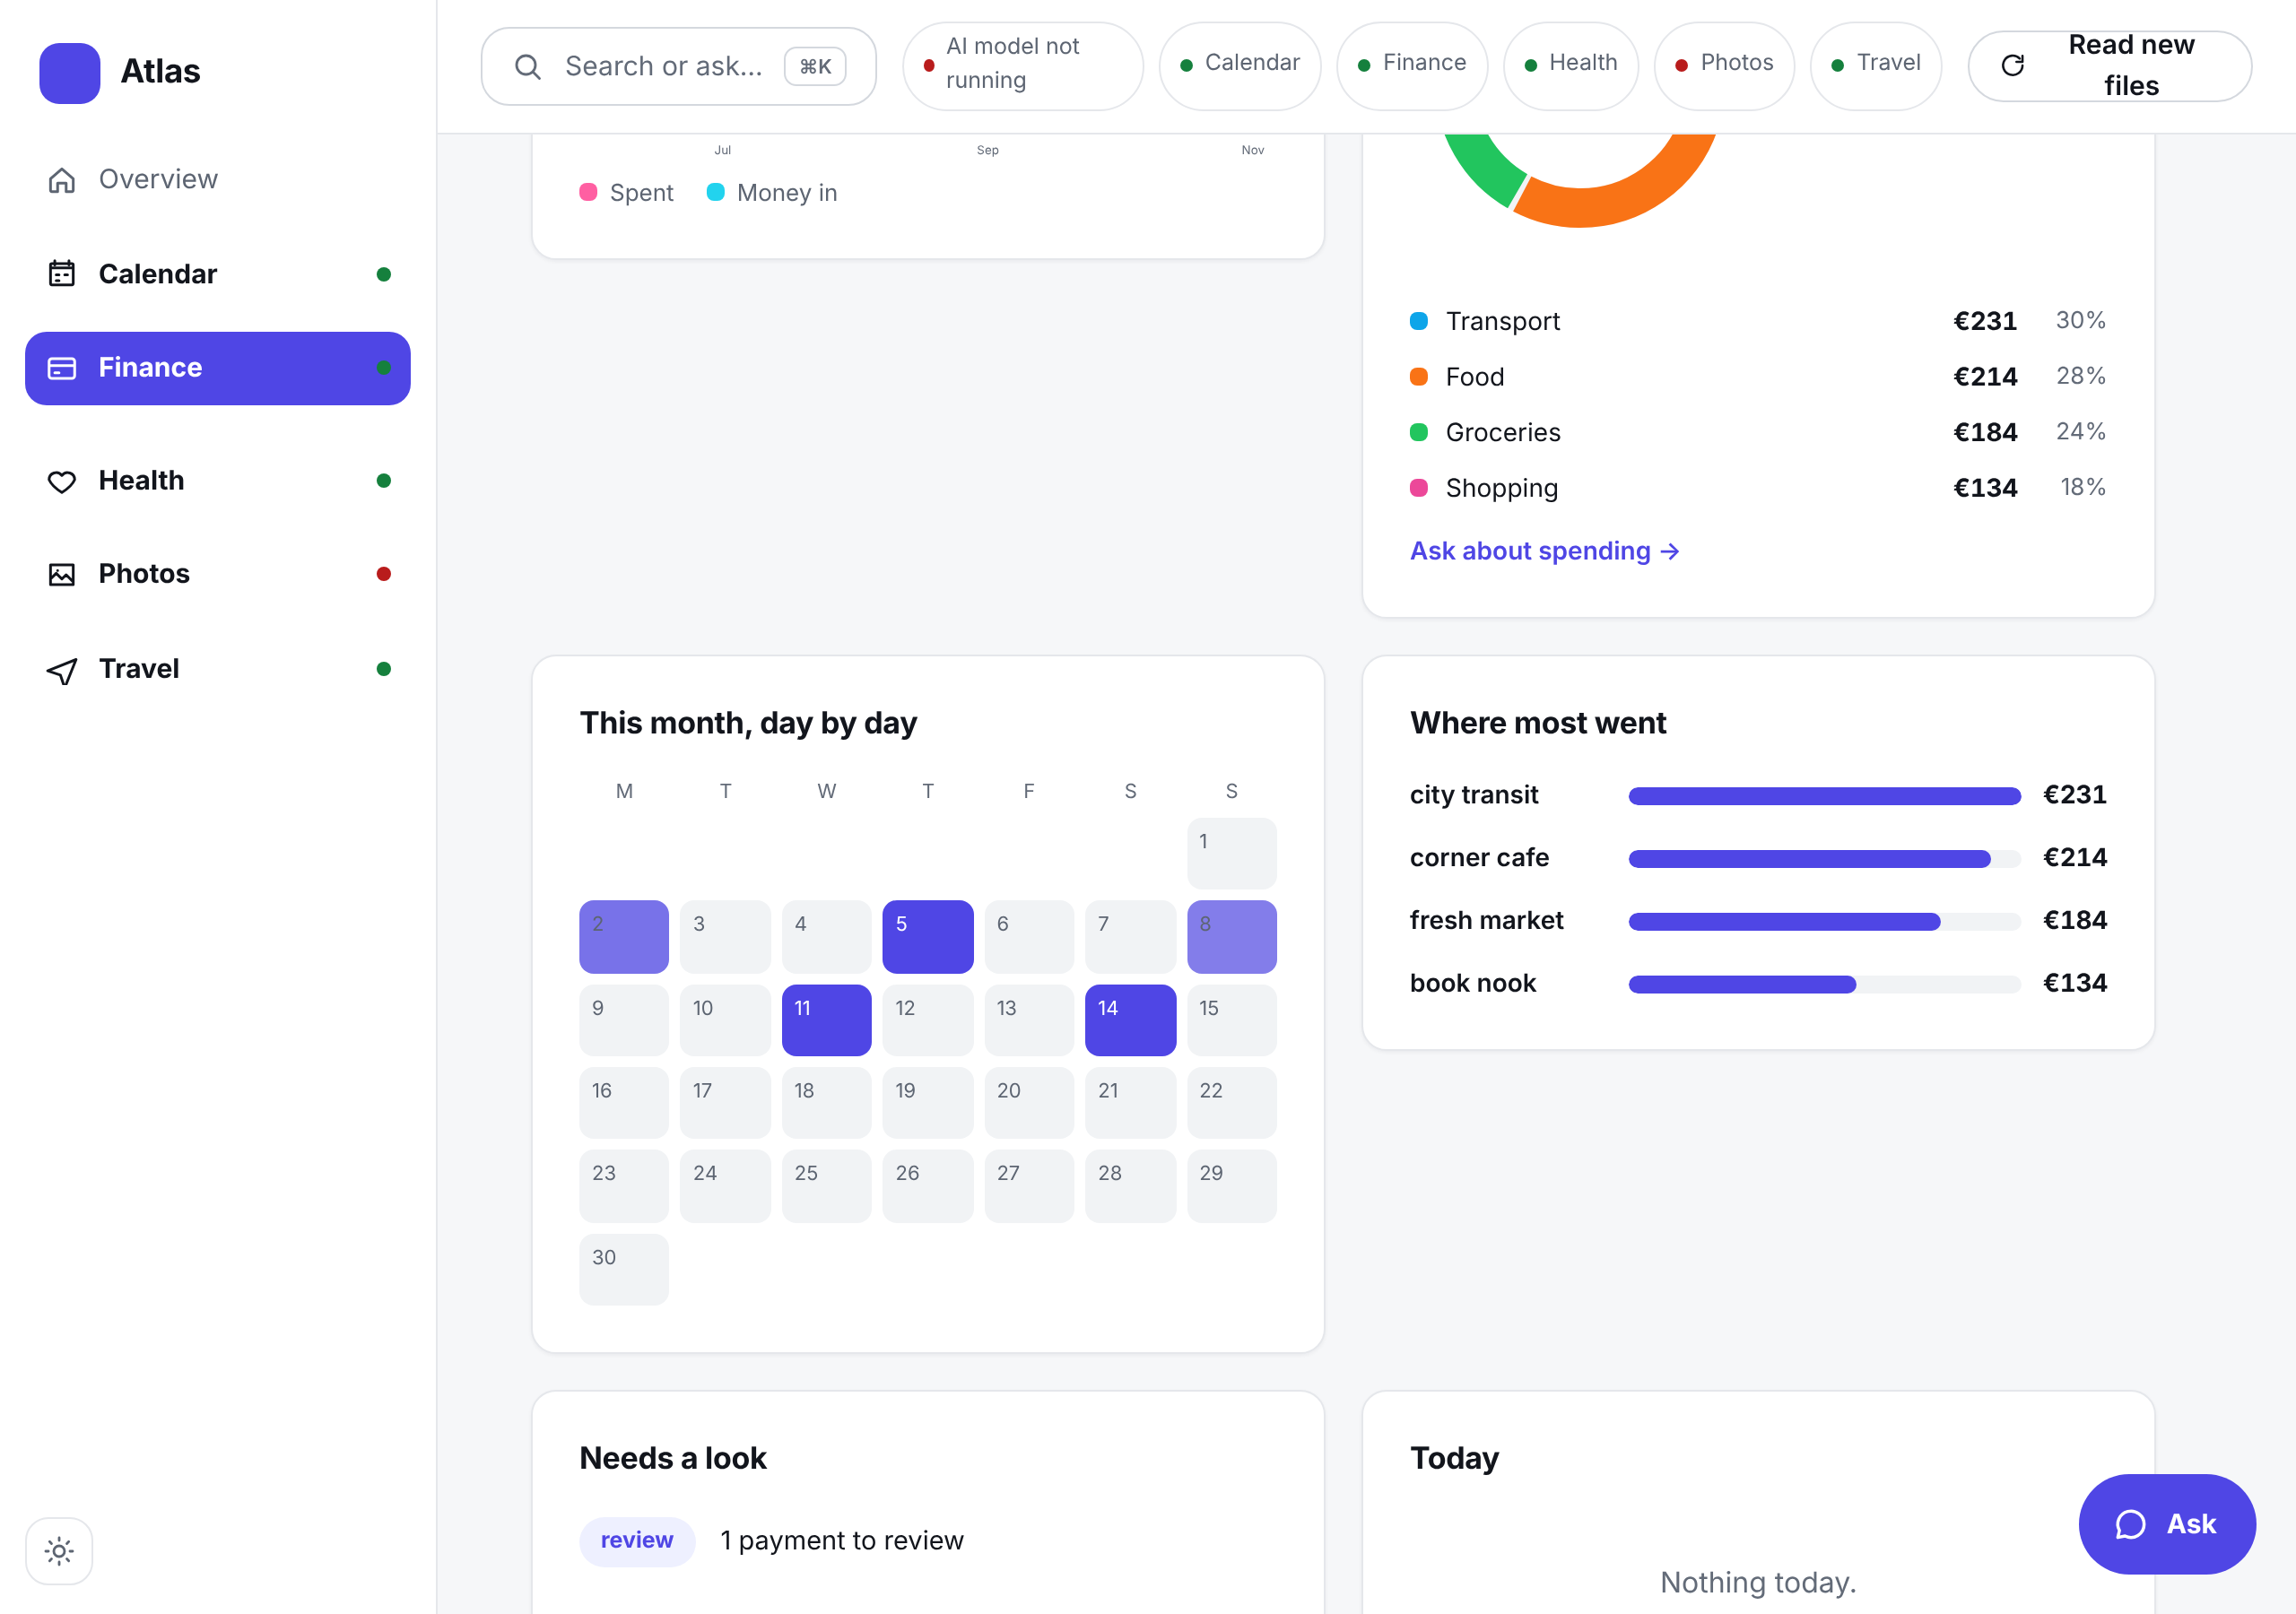 Atlas
Overview
Calendar
Finance
Health
Photos
Travel
Search or ask... ⌘K
AI model not
running
Calendar
Finance
Health
Photos
Travel
Read new
files
Jul Sep Nov
Spent Money in
Transport €231 30%
Food €214 28%
Groceries €184 24%
Shopping €134 18%
Ask about spending →
This month, day by day
M T W T F S S
1
2 3 4 5 6 7 8
9 10 11 12 13 14 15
16 17 18 19 20 21 22
23 24 25 26 27 28 29
30
Where most went
city transit €231
corner cafe €214
fresh market €184
book nook €134
Needs a look
review 1 payment to review
Today
Nothing today.
Ask